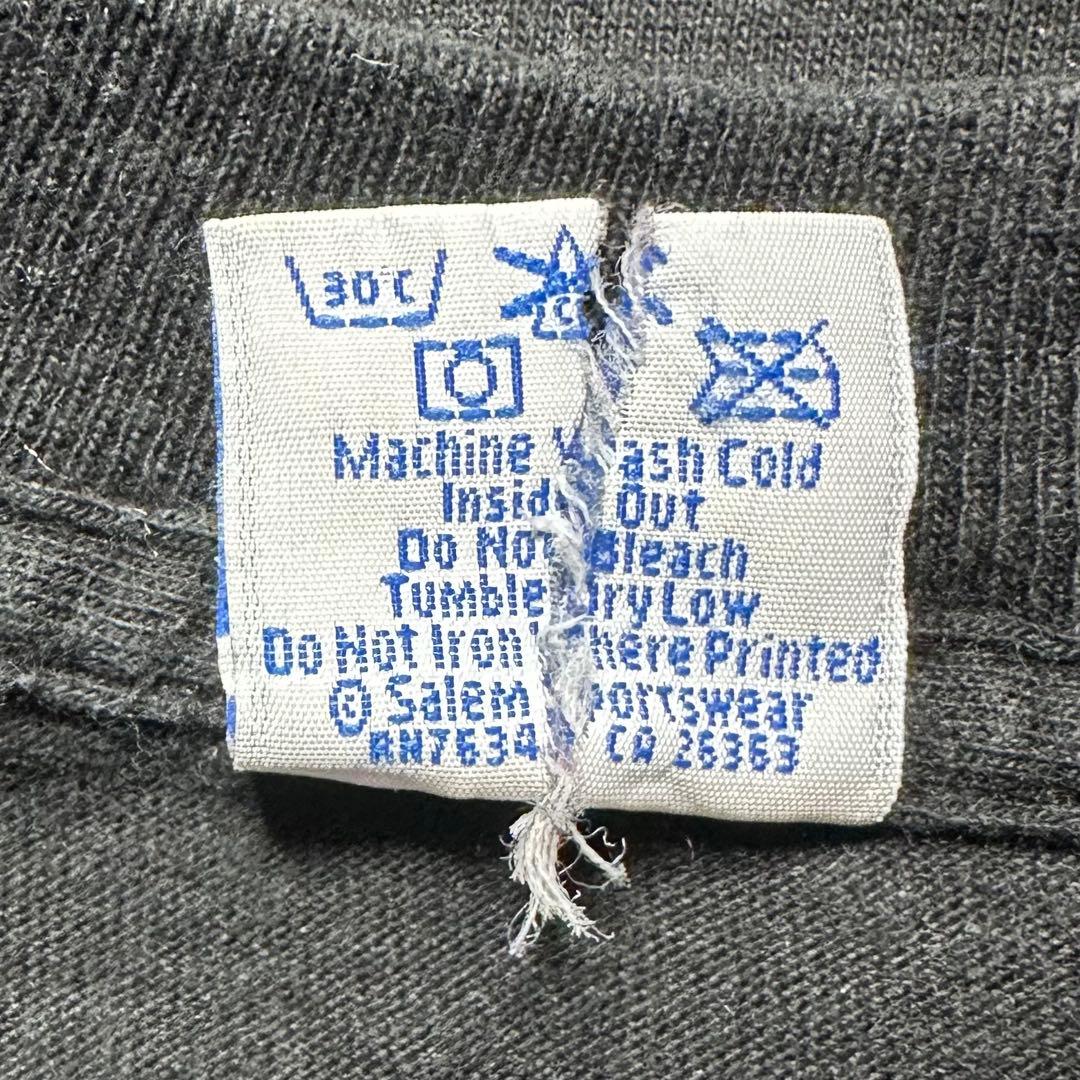 30°C
Machine Wash Cold
Inside Out
Do Not Bleach
Tumble Dry Low
Do Not Iron Where Printed
© Salem Sportswear
CA 26363